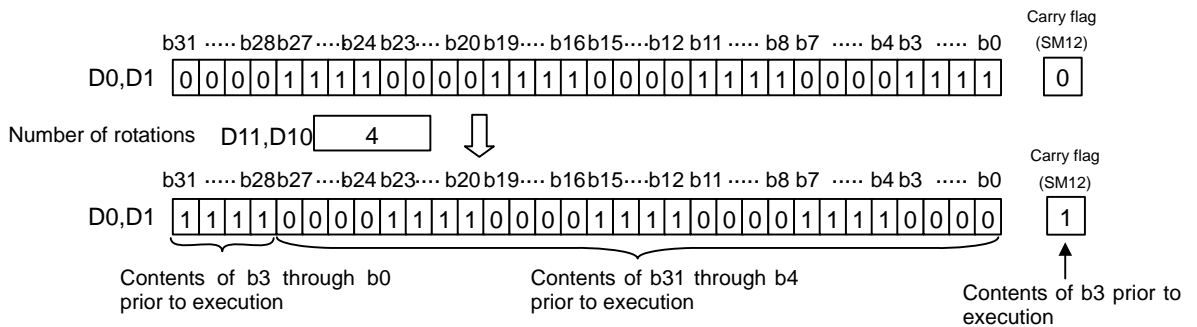 Carry flag
(SM12)
b31 ····· b28 b27 ····b24 b23 ···· b20 b19 ···· b16 b15 ····b12 b11 ····· b8 b7 ····· b4 b3 ····· b0
D0,D1 0 0 0 0 1 1 1 1 0 0 0 0 1 1 1 1 0 0 0 0 1 1 1 1 0 0 0 0 1 1 1 1 0
Number of rotations D11,D10 4
Carry flag
(SM12)
b31 ····· b28 b27 ····b24 b23 ···· b20 b19 ···· b16 b15 ····b12 b11 ····· b8 b7 ····· b4 b3 ····· b0
D0,D1 1 1 1 1 0 0 0 0 1 1 1 1 0 0 0 0 1 1 1 1 0 0 0 0 1 1 1 1 0 0 0 0 1
Contents of b3 through b0
prior to execution
Contents of b31 through b4
prior to execution
Contents of b3 prior to
execution